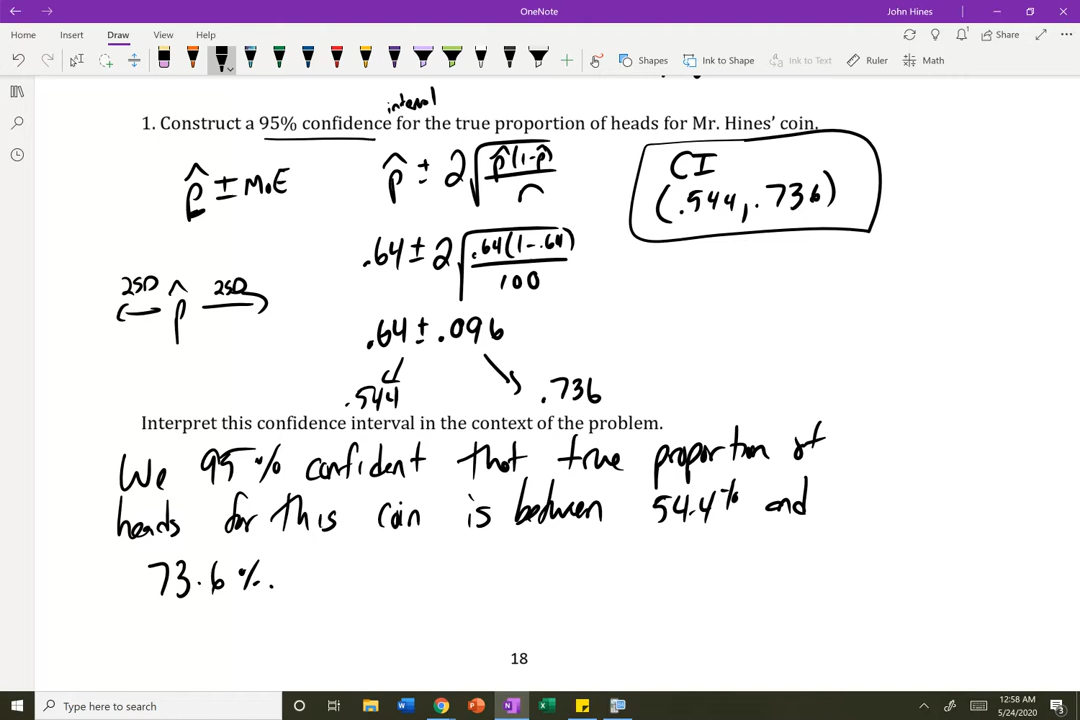 OneNote
John Hines
Home Insert Draw View Help
Share
Shapes Ink to Shape Ink to Text Ruler Math
interval
1. Construct a 95% confidence for the true proportion of heads for Mr. Hines’ coin.
p̂ ± MoE
p̂ ± 2√(p̂(1-p̂)/n)
CI
(.544, .736)
.64 ± 2√(.64(1-.64)/100)
2SD p̂ 2SD
.64 ± .096
.544 .736
Interpret this confidence interval in the context of the problem.
We 95% confident that true proportion of
heads for this coin is between 54.4% and
73.6%.
18
Type here to search
12:58 AM
5/24/2020
3